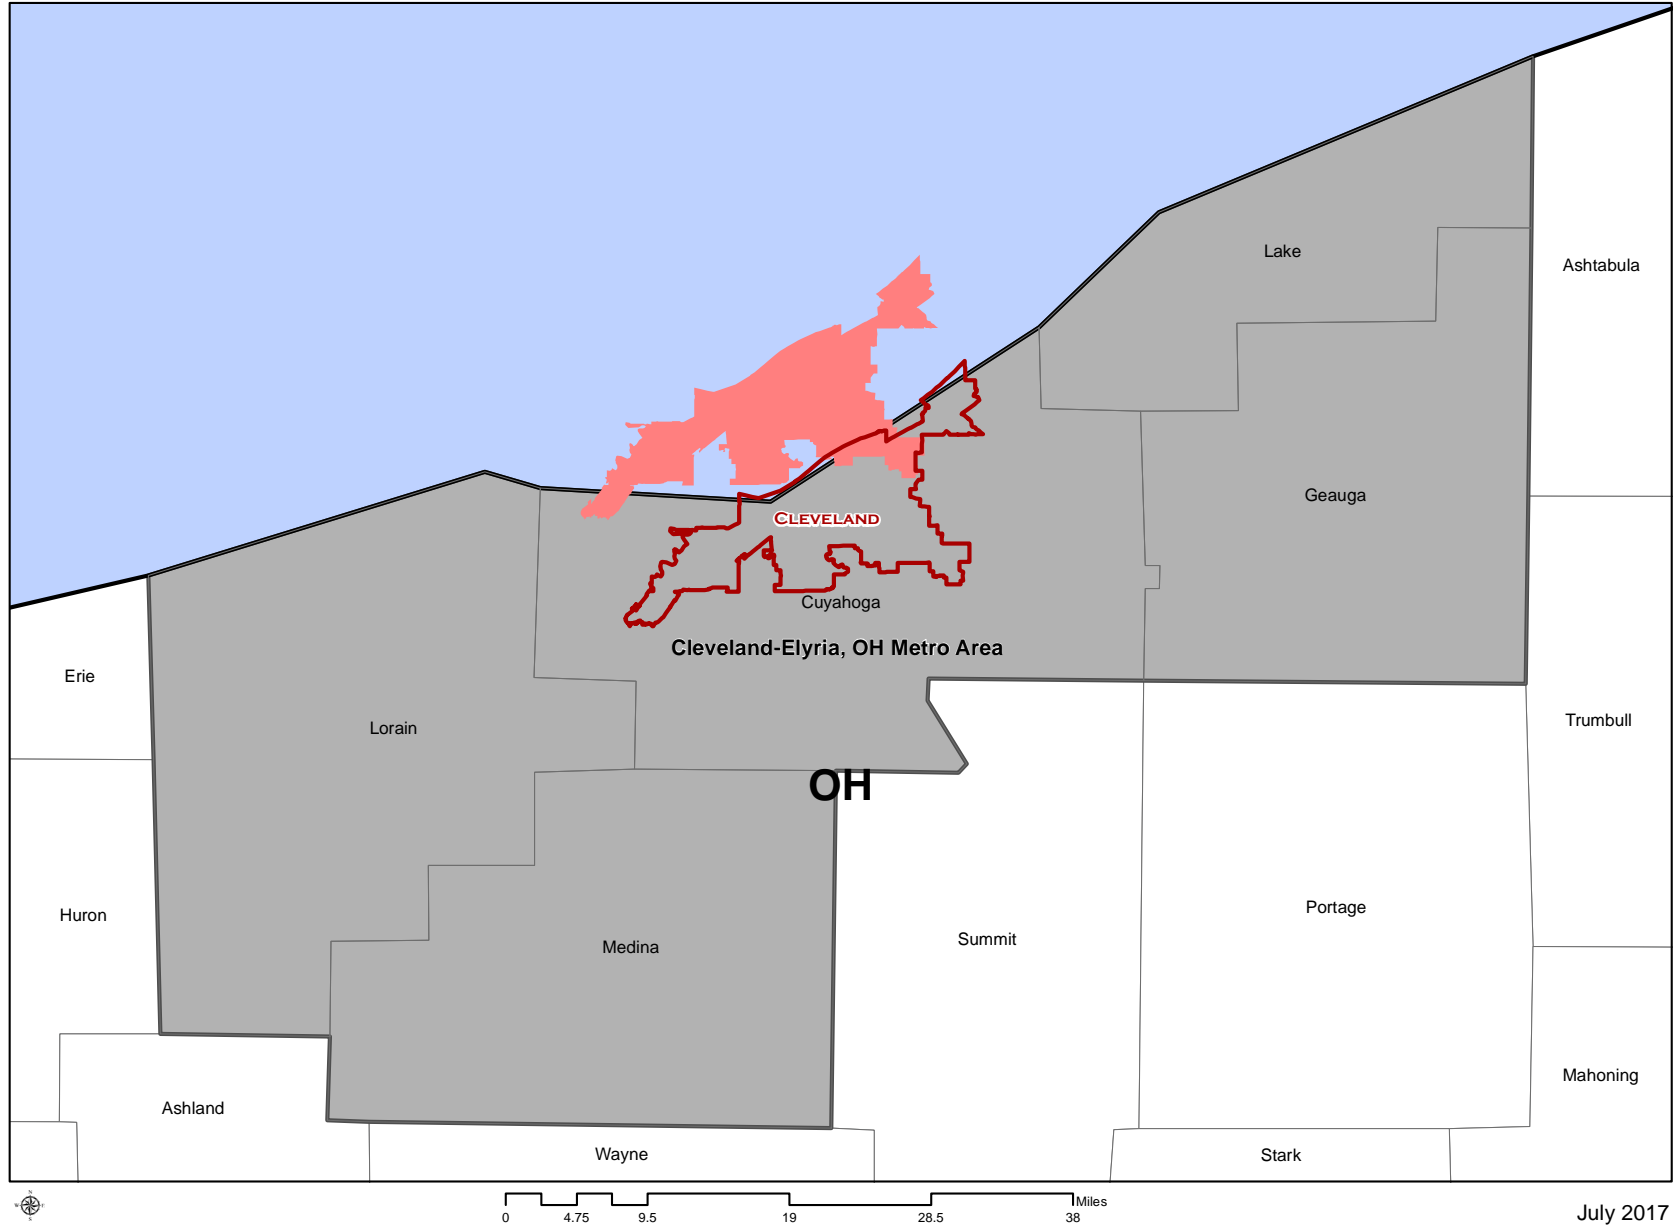 Lake
Ashtabula
Geauga
CLEVELAND
Cuyahoga
Cleveland-Elyria, OH Metro Area
Erie
Lorain
Trumbull
OH
Huron
Medina
Summit
Portage
Mahoning
Ashland
Wayne
Stark
N
W
E
S
Miles
0 4.75 9.5 19 28.5 38
July 2017